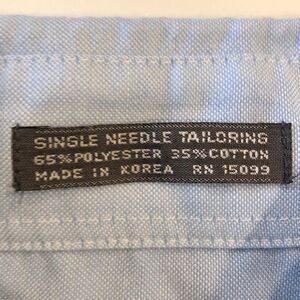 SINGLE NEEDLE TAILORING
65% POLYESTER 35% COTTON
MADE IN KOREA RN 15099